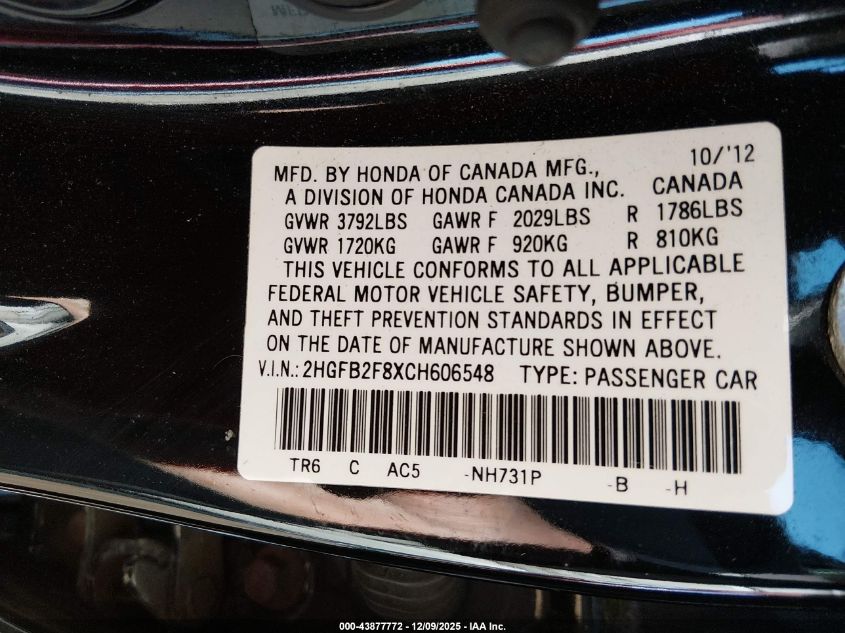 MFD. BY HONDA OF CANADA MFG., 10/'12
A DIVISION OF HONDA CANADA INC. CANADA
GVWR 3792LBS GAWR F 2029LBS R 1786LBS
GVWR 1720KG GAWR F 920KG R 810KG
THIS VEHICLE CONFORMS TO ALL APPLICABLE
FEDERAL MOTOR VEHICLE SAFETY, BUMPER,
AND THEFT PREVENTION STANDARDS IN EFFECT
ON THE DATE OF MANUFACTURE SHOWN ABOVE.
V.I.N.: 2HGFB2F8XCH606548 TYPE: PASSENGER CAR
TR6 C AC5 -NH731P -B -H
000-43877772 | 12/09/2025 | IAA Inc.